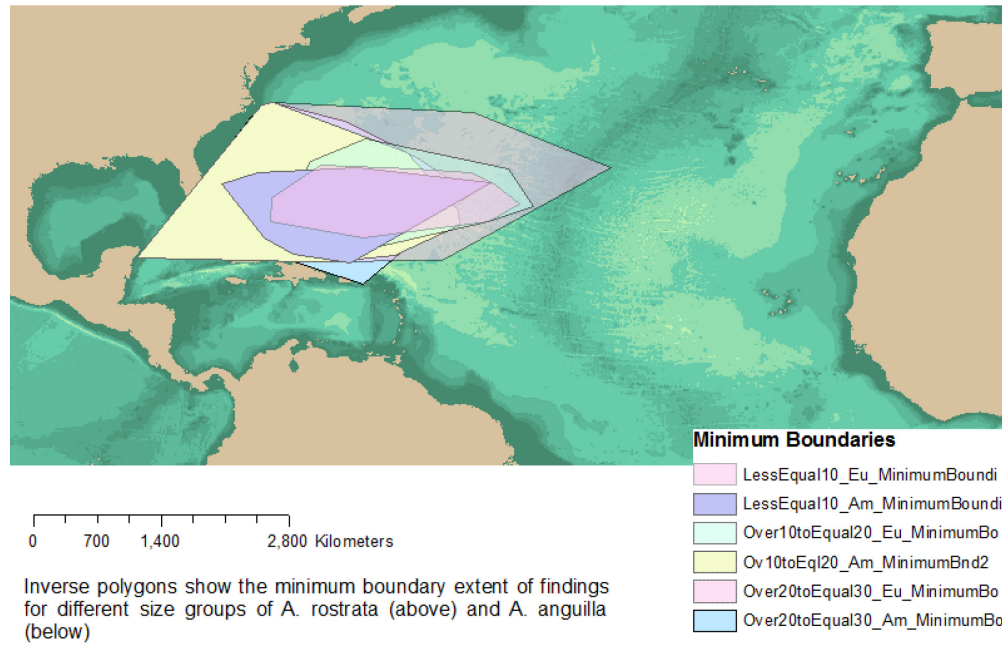 Minimum Boundaries
LessEqual10_Eu_MinimumBoundi
LessEqual10_Am_MinimumBoundi
Over10toEqual20_Eu_MinimumBo
Ov10toEql20_Am_MinimumBnd2
Over20toEqual30_Eu_MinimumBo
Over20toEqual30_Am_MinimumBo
0 700 1,400 2,800 Kilometers
Inverse polygons show the minimum boundary extent of findings
for different size groups of A. rostrata (above) and A. anguilla
(below)